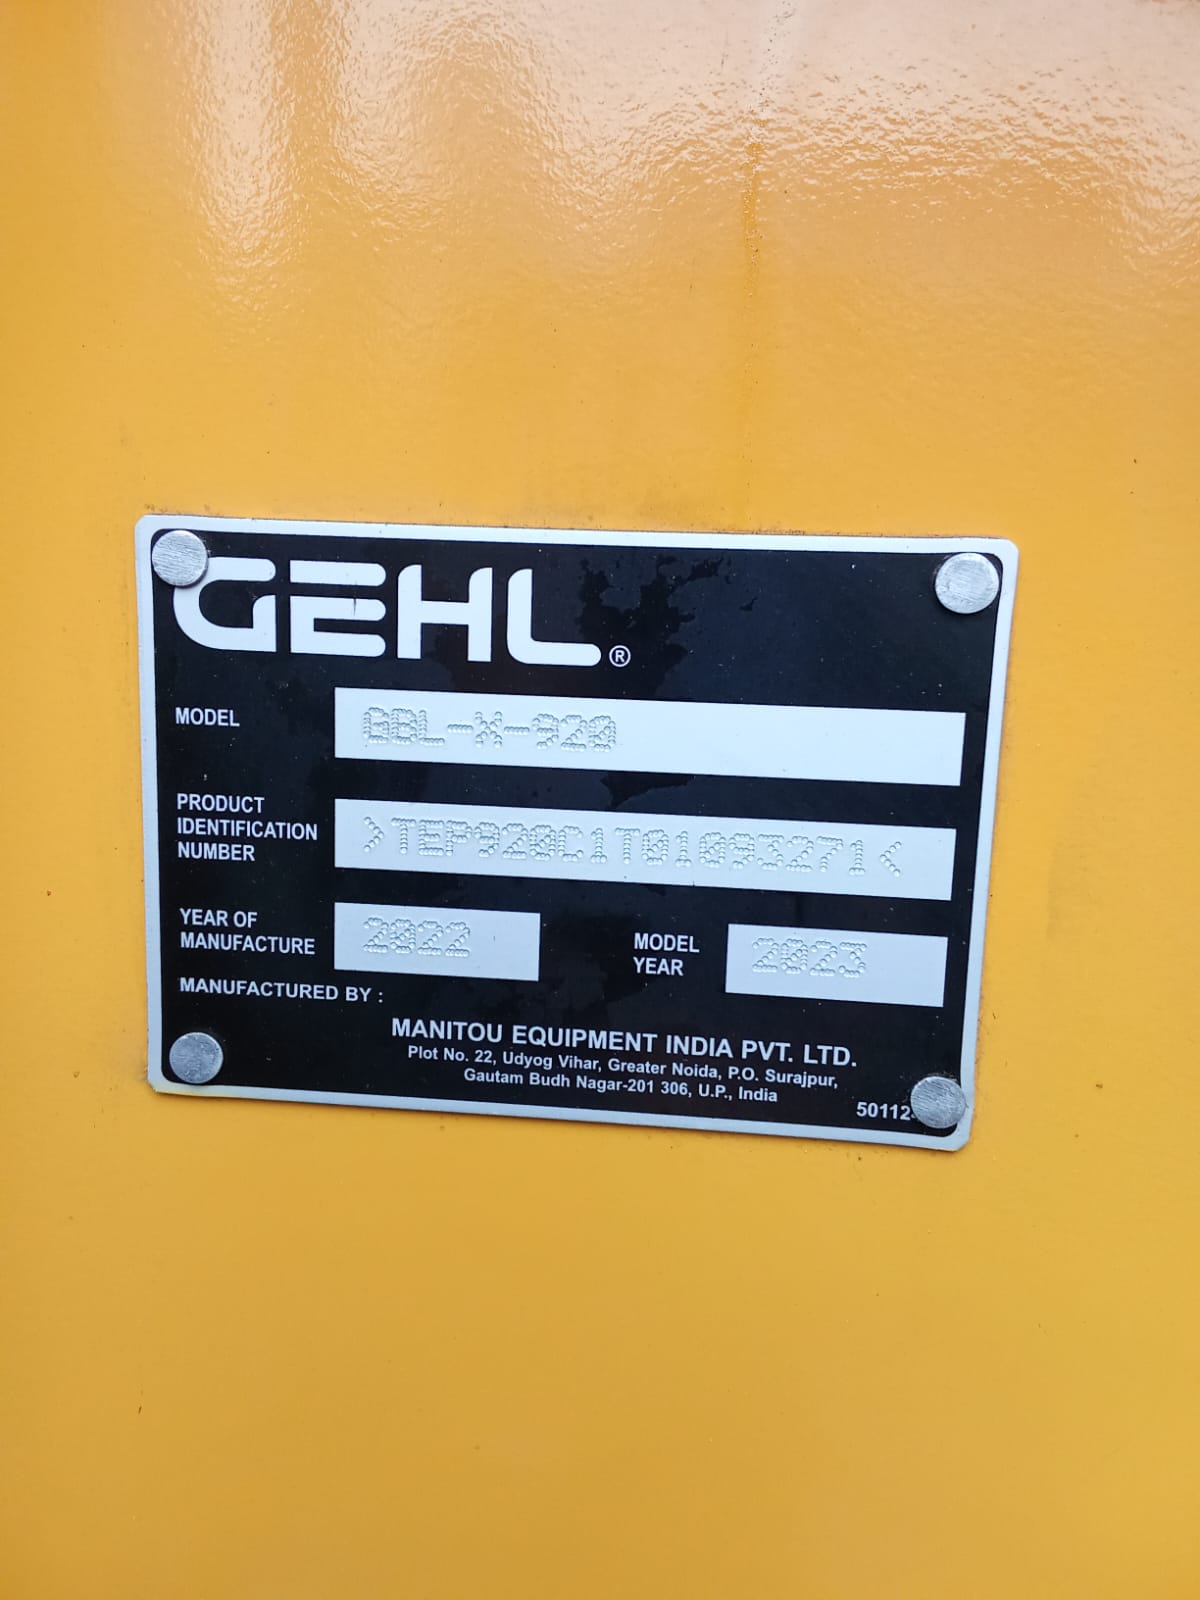 GEHL®
MODEL GBL-X-920
PRODUCT
IDENTIFICATION
NUMBER
>TEP920C1T01093271<
YEAR OF
MANUFACTURE
2022
MODEL
YEAR
2023
MANUFACTURED BY :
MANITOU EQUIPMENT INDIA PVT. LTD.
Plot No. 22, Udyog Vihar, Greater Noida, P.O. Surajpur,
Gautam Budh Nagar-201 306, U.P., India